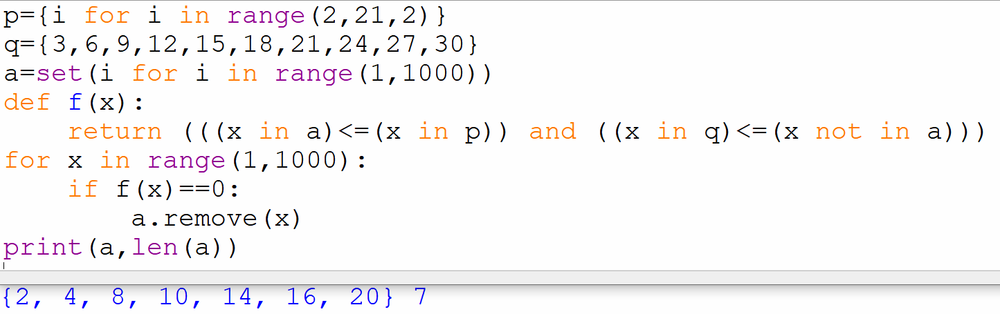 p={i for i in range(2,21,2)}
q={3,6,9,12,15,18,21,24,27,30}
a=set(i for i in range(1,1000))
def f(x):
    return (((x in a)<=(x in p)) and ((x in q)<=(x not in a)))
for x in range(1,1000):
    if f(x)==0:
        a.remove(x)
print(a,len(a))
{2, 4, 8, 10, 14, 16, 20} 7